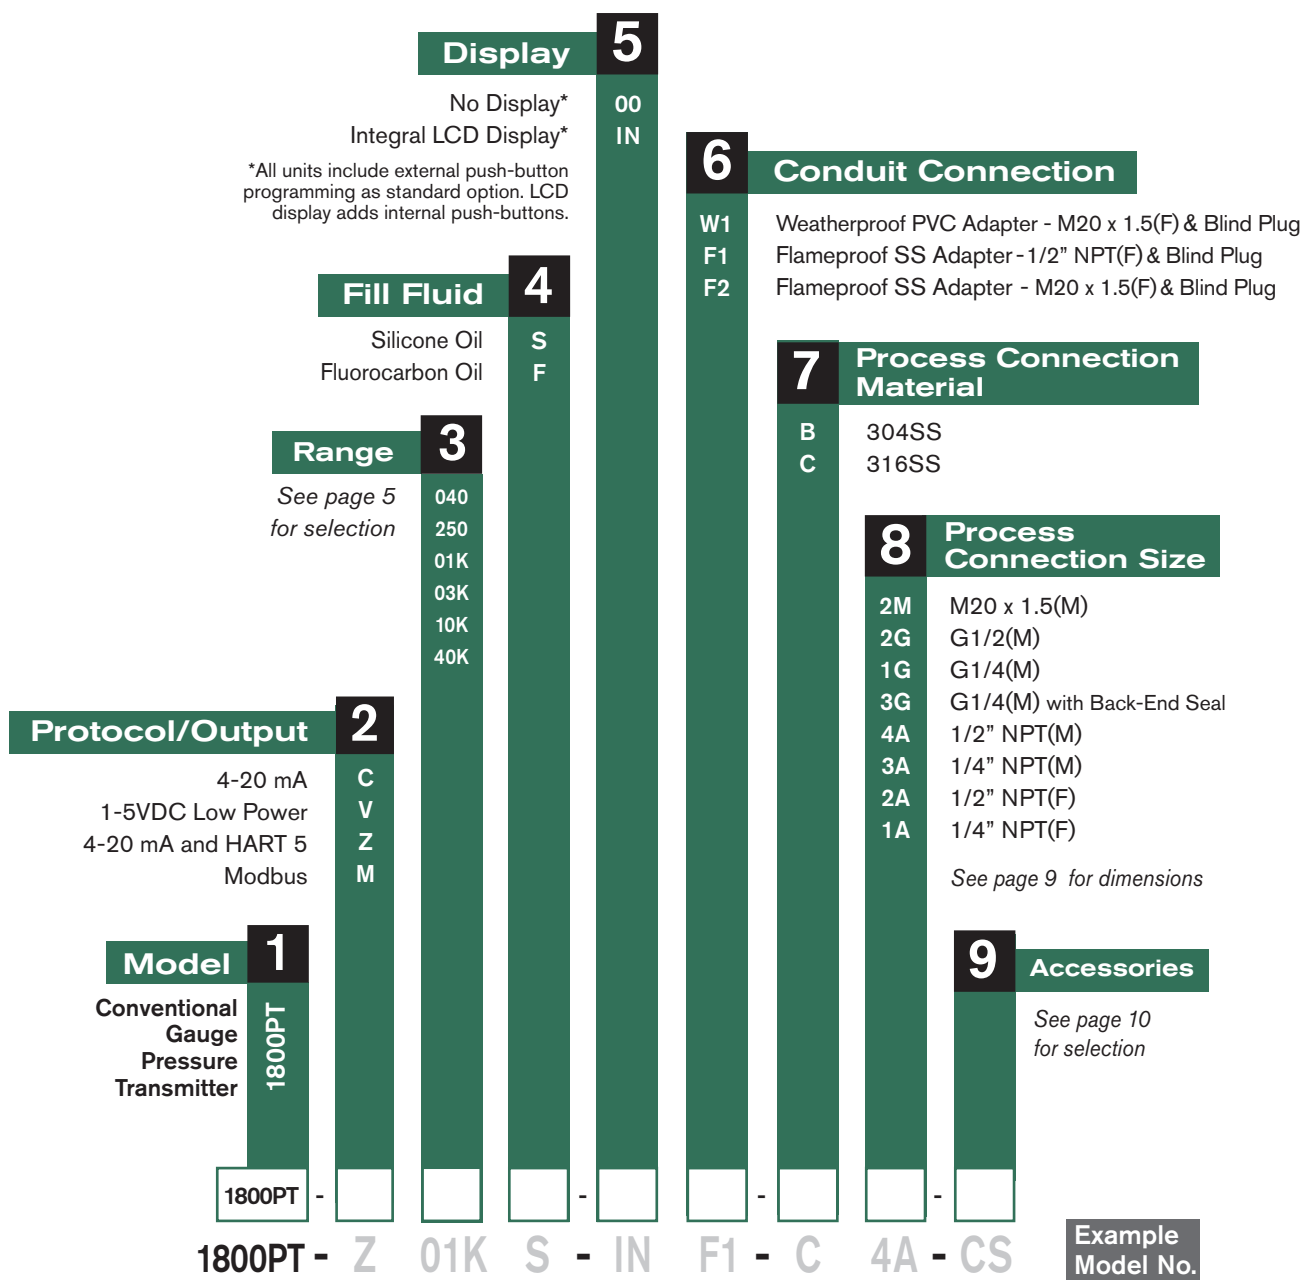 Display 5
No Display* 00
Integral LCD Display* IN
*All units include external push-button
programming as standard option. LCD
display adds internal push-buttons.
6 Conduit Connection
W1 Weatherproof PVC Adapter - M20 x 1.5(F) & Blind Plug
F1 Flameproof SS Adapter - 1/2” NPT(F) & Blind Plug
F2 Flameproof SS Adapter - M20 x 1.5(F) & Blind Plug
Fill Fluid 4
Silicone Oil S
Fluorocarbon Oil F
7 Process Connection
Material
B 304SS
C 316SS
Range 3
See page 5
for selection
040
250
01K
03K
10K
40K
8 Process
Connection Size
2M M20 x 1.5(M)
2G G1/2(M)
1G G1/4(M)
3G G1/4(M) with Back-End Seal
4A 1/2” NPT(M)
3A 1/4” NPT(M)
2A 1/2” NPT(F)
1A 1/4” NPT(F)
See page 9 for dimensions
Protocol/Output 2
4-20 mA C
1-5VDC Low Power V
4-20 mA and HART 5 Z
Modbus M
Model 1
Conventional
Gauge
Pressure
Transmitter
1800PT
9 Accessories
See page 10
for selection
1800PT - - - -
1800PT - Z 01K S - IN F1 - C 4A - CS
Example
Model No.